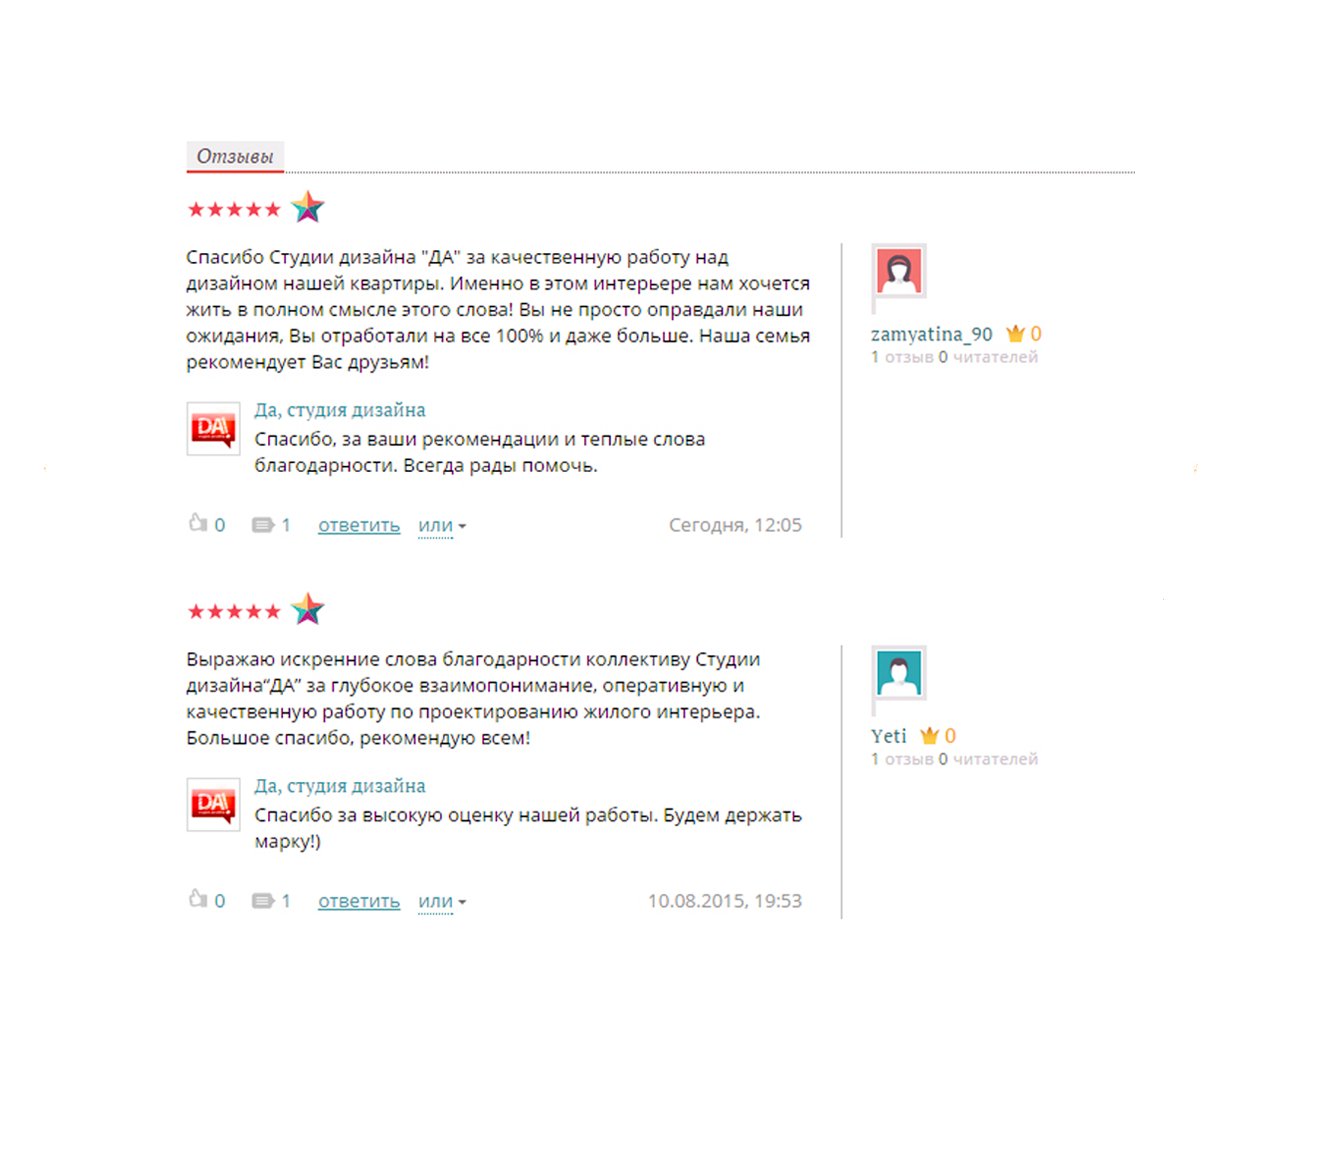 Отзывы
Спасибо Студии дизайна "ДА" за качественную работу над
дизайном нашей квартиры. Именно в этом интерьере нам хочется
жить в полном смысле этого слова! Вы не просто оправдали наши
ожидания, Вы отработали на все 100% и даже больше. Наша семья
рекомендует Вас друзьям!
zamyatina_90 0
1 отзыв 0 читателей
DA!
Да, студия дизайна
Спасибо, за ваши рекомендации и теплые слова
благодарности. Всегда рады помочь.
0 1 ответить или Сегодня, 12:05
Выражаю искренние слова благодарности коллективу Студии
дизайна“ДА” за глубокое взаимопонимание, оперативную и
качественную работу по проектированию жилого интерьера.
Большое спасибо, рекомендую всем!
Yeti 0
1 отзыв 0 читателей
DA!
Да, студия дизайна
Спасибо за высокую оценку нашей работы. Будем держать
марку!)
0 1 ответить или 10.08.2015, 19:53